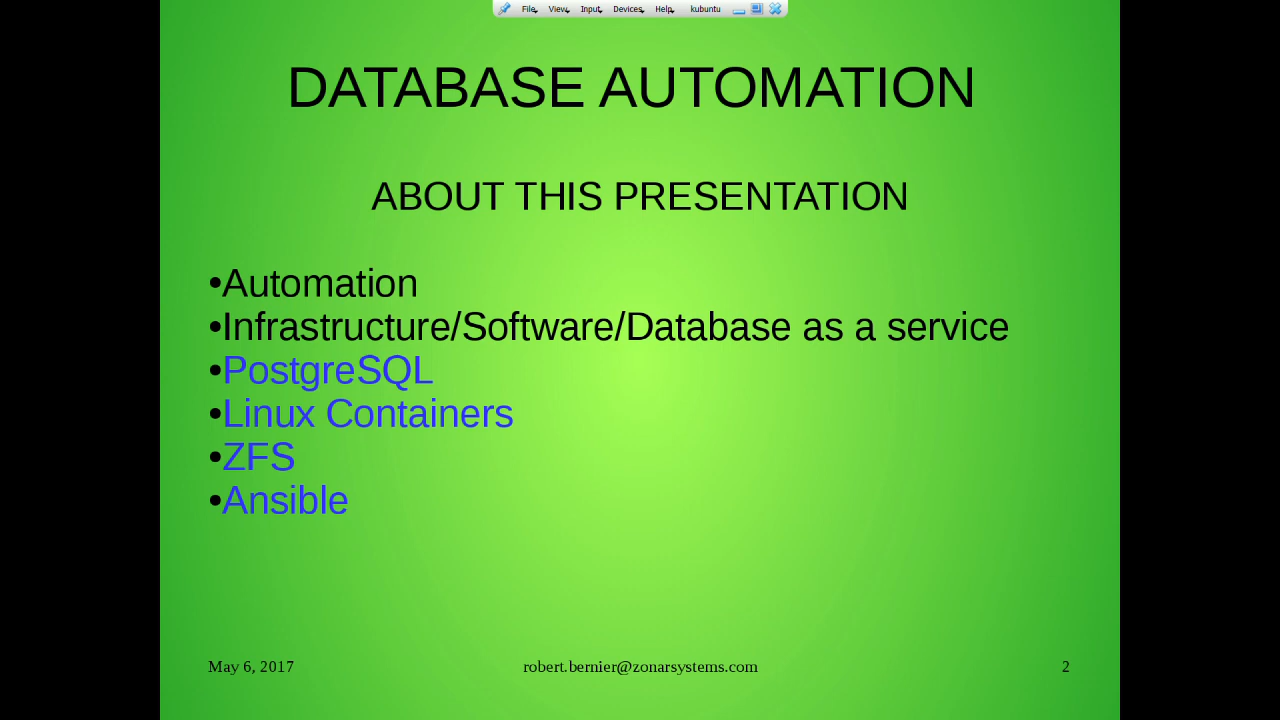 File View Input Devices Help kubuntu
DATABASE AUTOMATION
ABOUT THIS PRESENTATION
•Automation
•Infrastructure/Software/Database as a service
•PostgreSQL
•Linux Containers
•ZFS
•Ansible
May 6, 2017 robert.bernier@zonarsystems.com 2